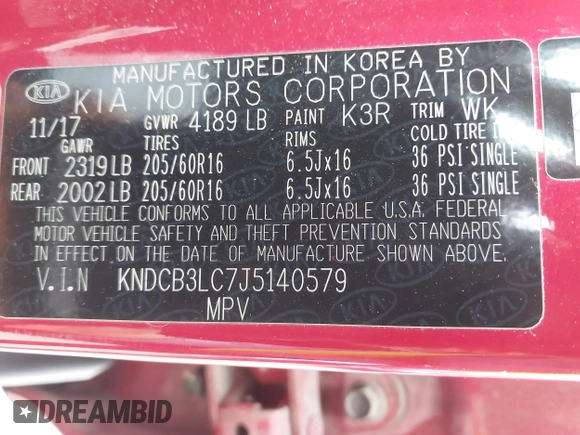 MANUFACTURED IN KOREA BY
KIA KIA MOTORS CORPORATION
11/17 GVWR 4189 LB PAINT K3R TRIM WK
GAWR TIRES RIMS COLD TIRE
FRONT 2319 LB 205/60R16 6.5Jx16 36 PSI SINGLE
REAR 2002 LB 205/60R16 6.5Jx16 36 PSI SINGLE
THIS VEHICLE CONFORMS TO ALL APPLICABLE U.S.A. FEDERAL
MOTOR VEHICLE SAFETY AND THEFT PREVENTION STANDARDS
IN EFFECT ON THE DATE OF MANUFACTURE SHOWN ABOVE.
V.I.N KNDCB3LC7J5140579
MPV
DREAMBID